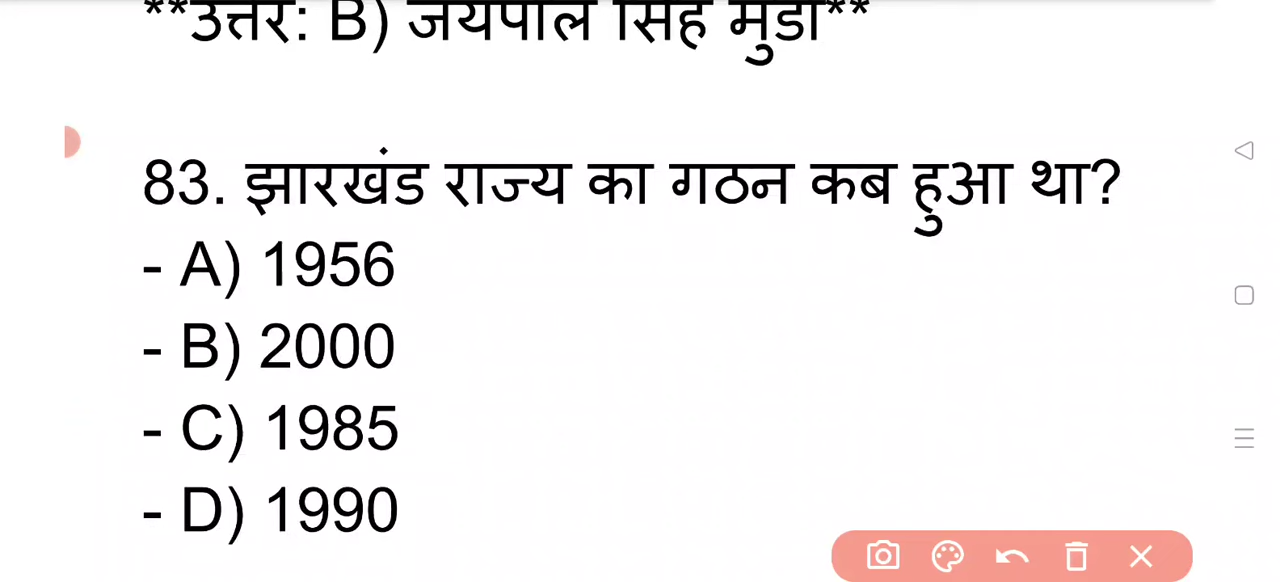 **उत्तर: B) जयपाल सिंह मुंडा**
83. झारखंड राज्य का गठन कब हुआ था?
- A) 1956
- B) 2000
- C) 1985
- D) 1990